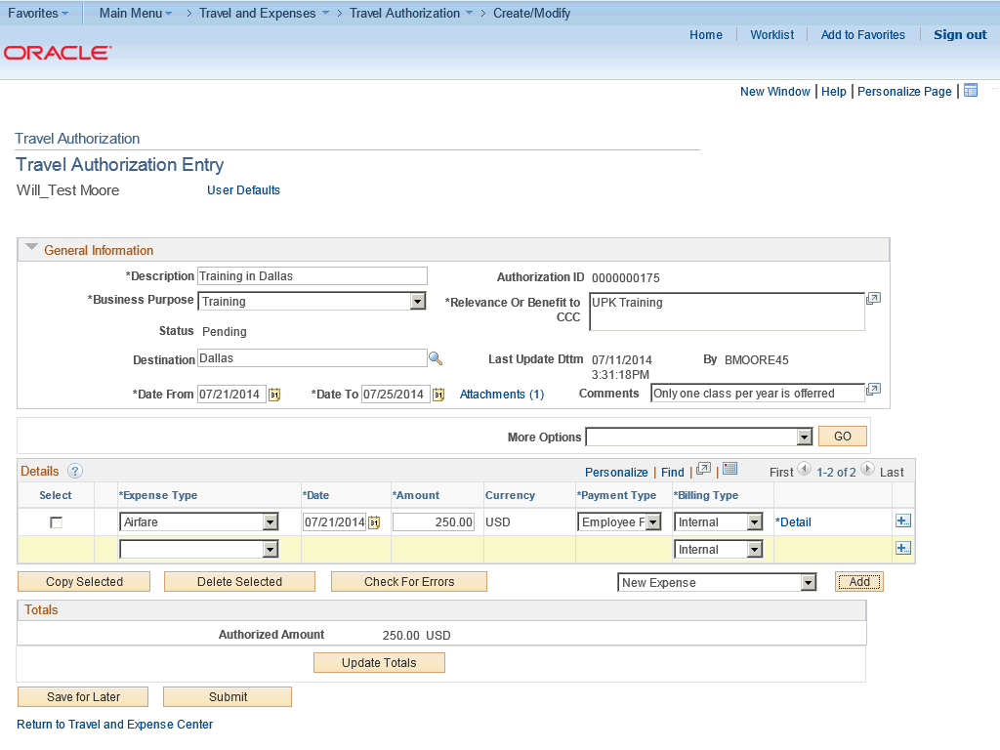 Favorites Main Menu > Travel and Expenses > Travel Authorization > Create/Modify
Home Worklist Add to Favorites Sign out
ORACLE
New Window | Help | Personalize Page |
Travel Authorization
Travel Authorization Entry
Will_Test Moore User Defaults
General Information
*Description Training in Dallas Authorization ID 0000000175
*Business Purpose Training *Relevance Or Benefit to CCC UPK Training
Status Pending
Destination Dallas Last Update Dttm 07/11/2014 3:31:18PM By BMOORE45
*Date From 07/21/2014 31 *Date To 07/25/2014 31 Attachments (1) Comments Only one class per year is offerred
More Options GO
Details ? Personalize | Find | | First 1-2 of 2 Last
Select *Expense Type *Date *Amount Currency *Payment Type *Billing Type
Airfare 07/21/2014 31 250.00 USD Employee P Internal *Detail
Internal
Copy Selected Delete Selected Check For Errors New Expense Add
Totals
Authorized Amount 250.00 USD
Update Totals
Save for Later Submit
Return to Travel and Expense Center